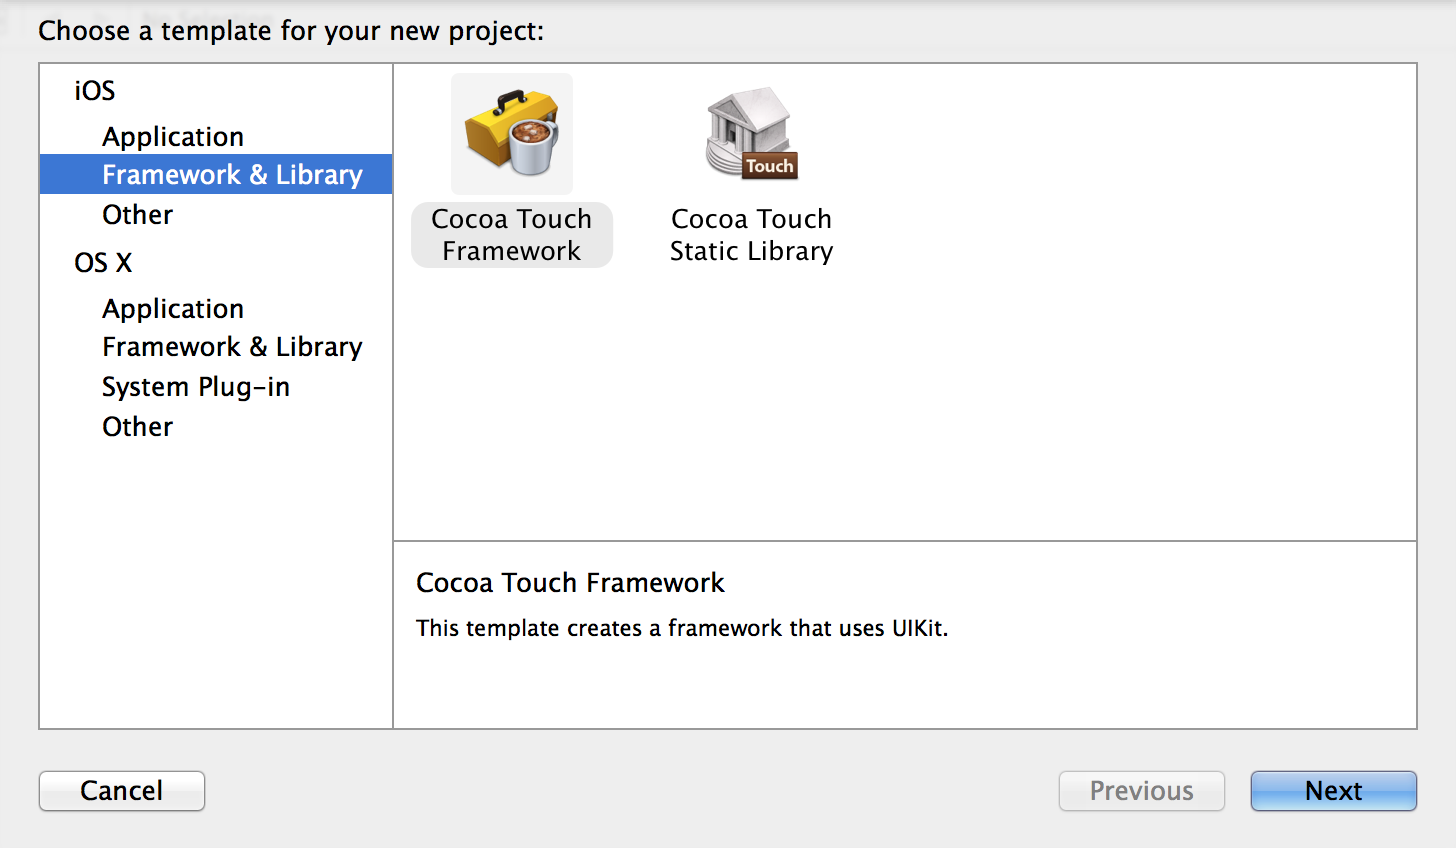 Choose a template for your new project:
iOS
Application
Framework & Library
Other
OS X
Application
Framework & Library
System Plug-in
Other
Touch
Cocoa Touch
Framework
Cocoa Touch
Static Library
Cocoa Touch Framework
This template creates a framework that uses UIKit.
Cancel
Previous
Next